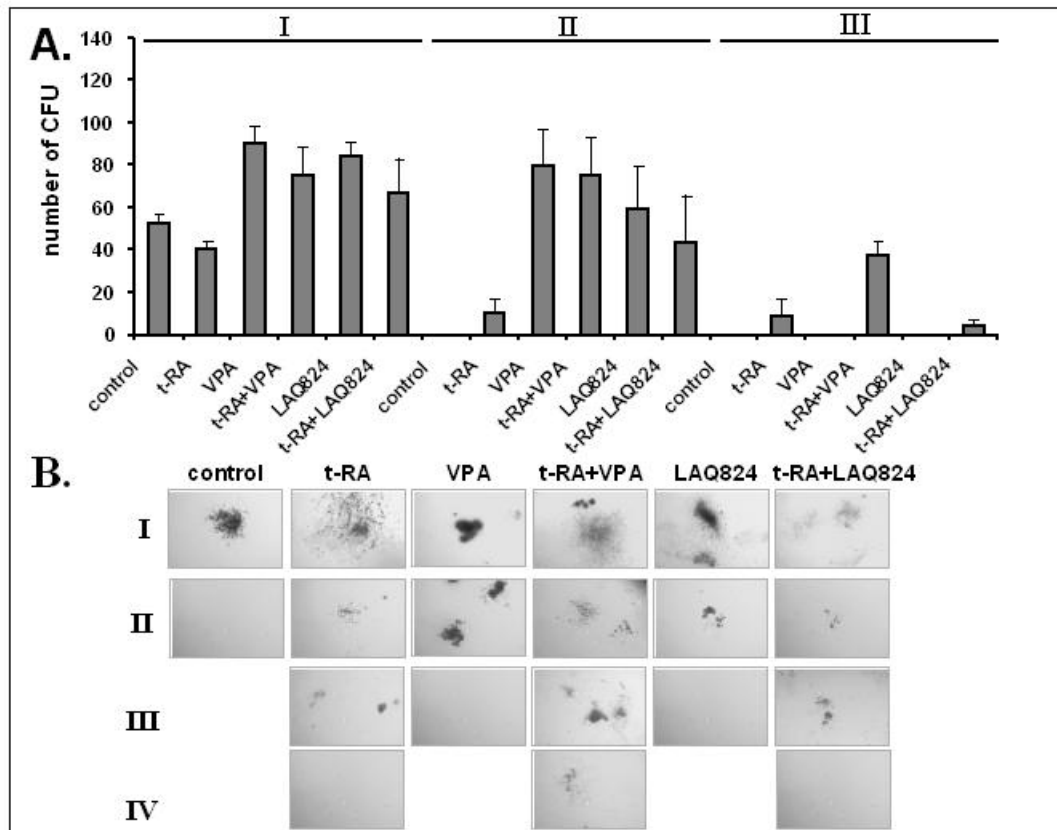 A.
I II III
140
120
100
80
60
40
20
0
number of CFU
control t-RA VPA t-RA+VPA LAQ824 t-RA+LAQ824 control t-RA VPA t-RA+VPA LAQ824 t-RA+LAQ824 control t-RA VPA t-RA+VPA LAQ824 t-RA+LAQ824
B.
control t-RA VPA t-RA+VPA LAQ824 t-RA+LAQ824
I
II
III
IV